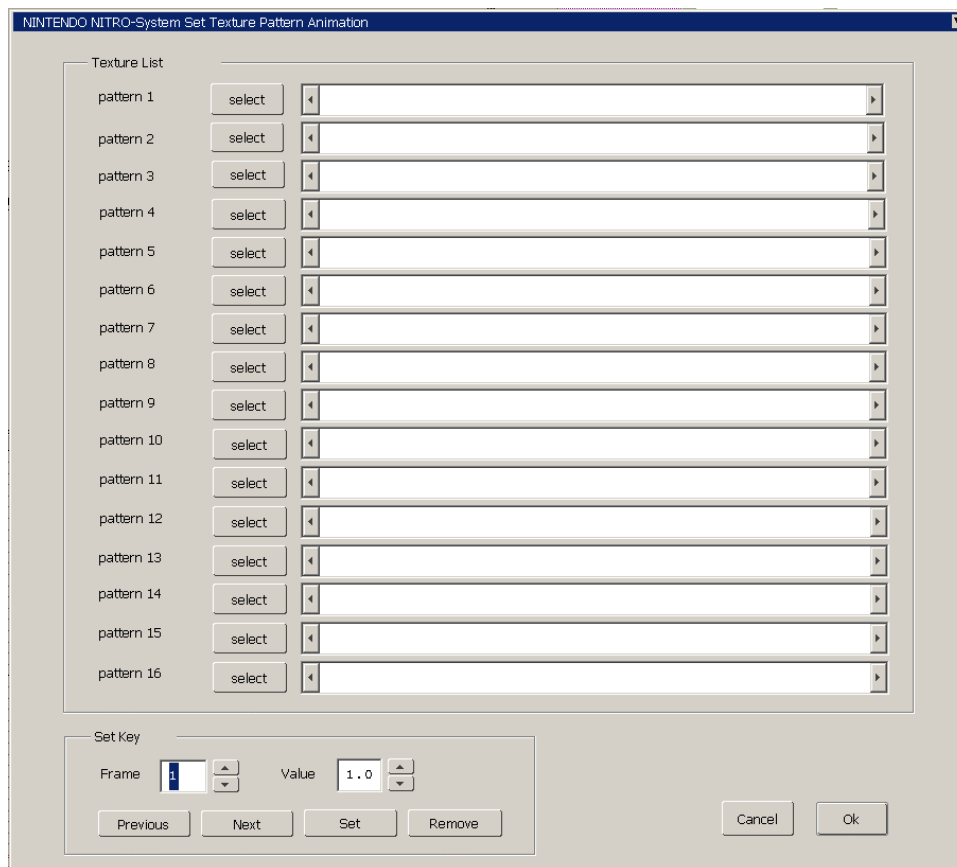 NINTENDO NITRO-System Set Texture Pattern Animation
Texture List
pattern 1 select
pattern 2 select
pattern 3 select
pattern 4 select
pattern 5 select
pattern 6 select
pattern 7 select
pattern 8 select
pattern 9 select
pattern 10 select
pattern 11 select
pattern 12 select
pattern 13 select
pattern 14 select
pattern 15 select
pattern 16 select
Set Key
Frame 1 Value 1.0
Previous Next Set Remove Cancel Ok